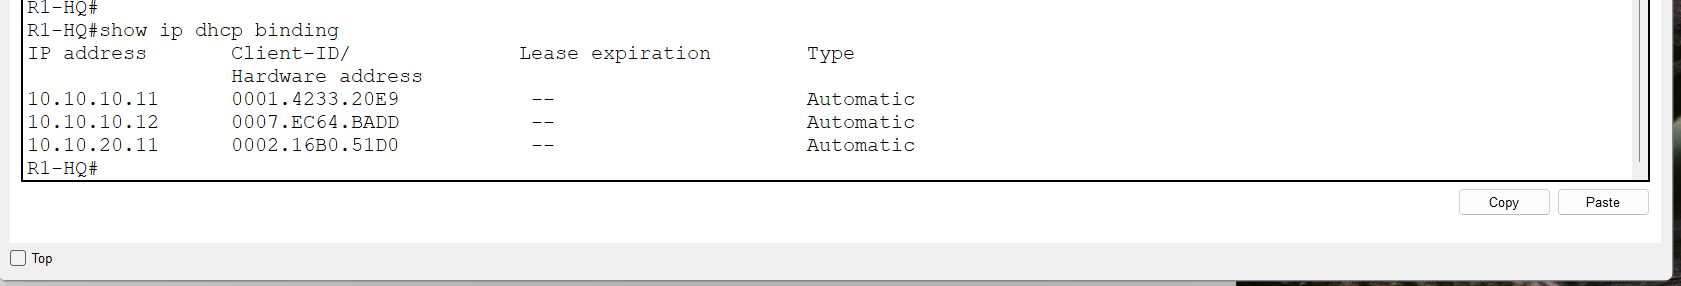 R1-HQ#
R1-HQ#show ip dhcp binding
IP address Client-ID/ Lease expiration Type
Hardware address
10.10.10.11 0001.4233.20E9 -- Automatic
10.10.10.12 0007.EC64.BADD -- Automatic
10.10.20.11 0002.16B0.51D0 -- Automatic
R1-HQ#
Copy Paste
Top